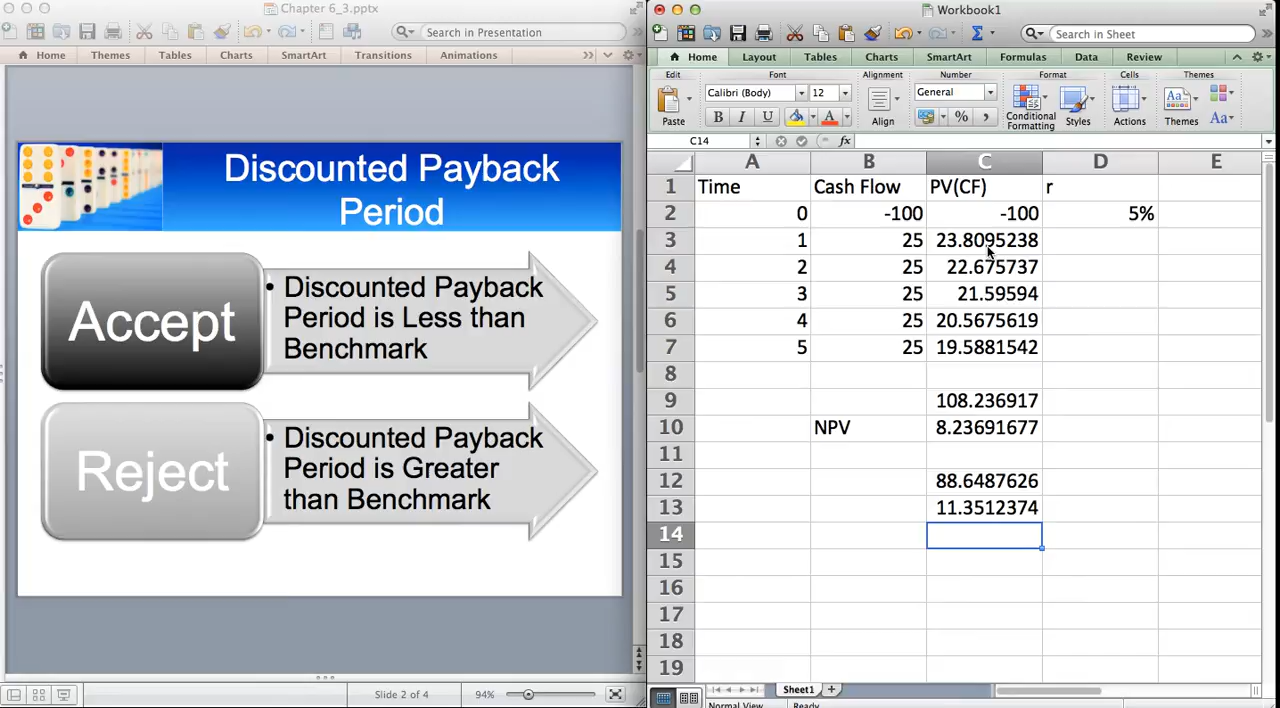 Chapter 6_3.pptx
Search in Presentation
Home Themes Tables Charts SmartArt Transitions Animations
Discounted Payback
Period
Accept
• Discounted Payback
Period is Less than
Benchmark
Reject
• Discounted Payback
Period is Greater
than Benchmark
Slide 2 of 4 94%
Workbook1
Search in Sheet
Home Layout Tables Charts SmartArt Formulas Data Review
Edit Font Alignment Number Format Cells Themes
Calibri (Body) 12 General
B I U A % Aa
Paste Align Conditional Formatting Styles Actions Themes Aa
C14 fx
A B C D E
1 Time Cash Flow PV(CF) r
2 0 -100 -100 5%
3 1 25 23.8095238
4 2 25 22.675737
5 3 25 21.59594
6 4 25 20.5675619
7 5 25 19.5881542
8
9 108.236917
10 NPV 8.23691677
11
12 88.6487626
13 11.3512374
14
15
16
17
18
19
Sheet1
Normal View Ready